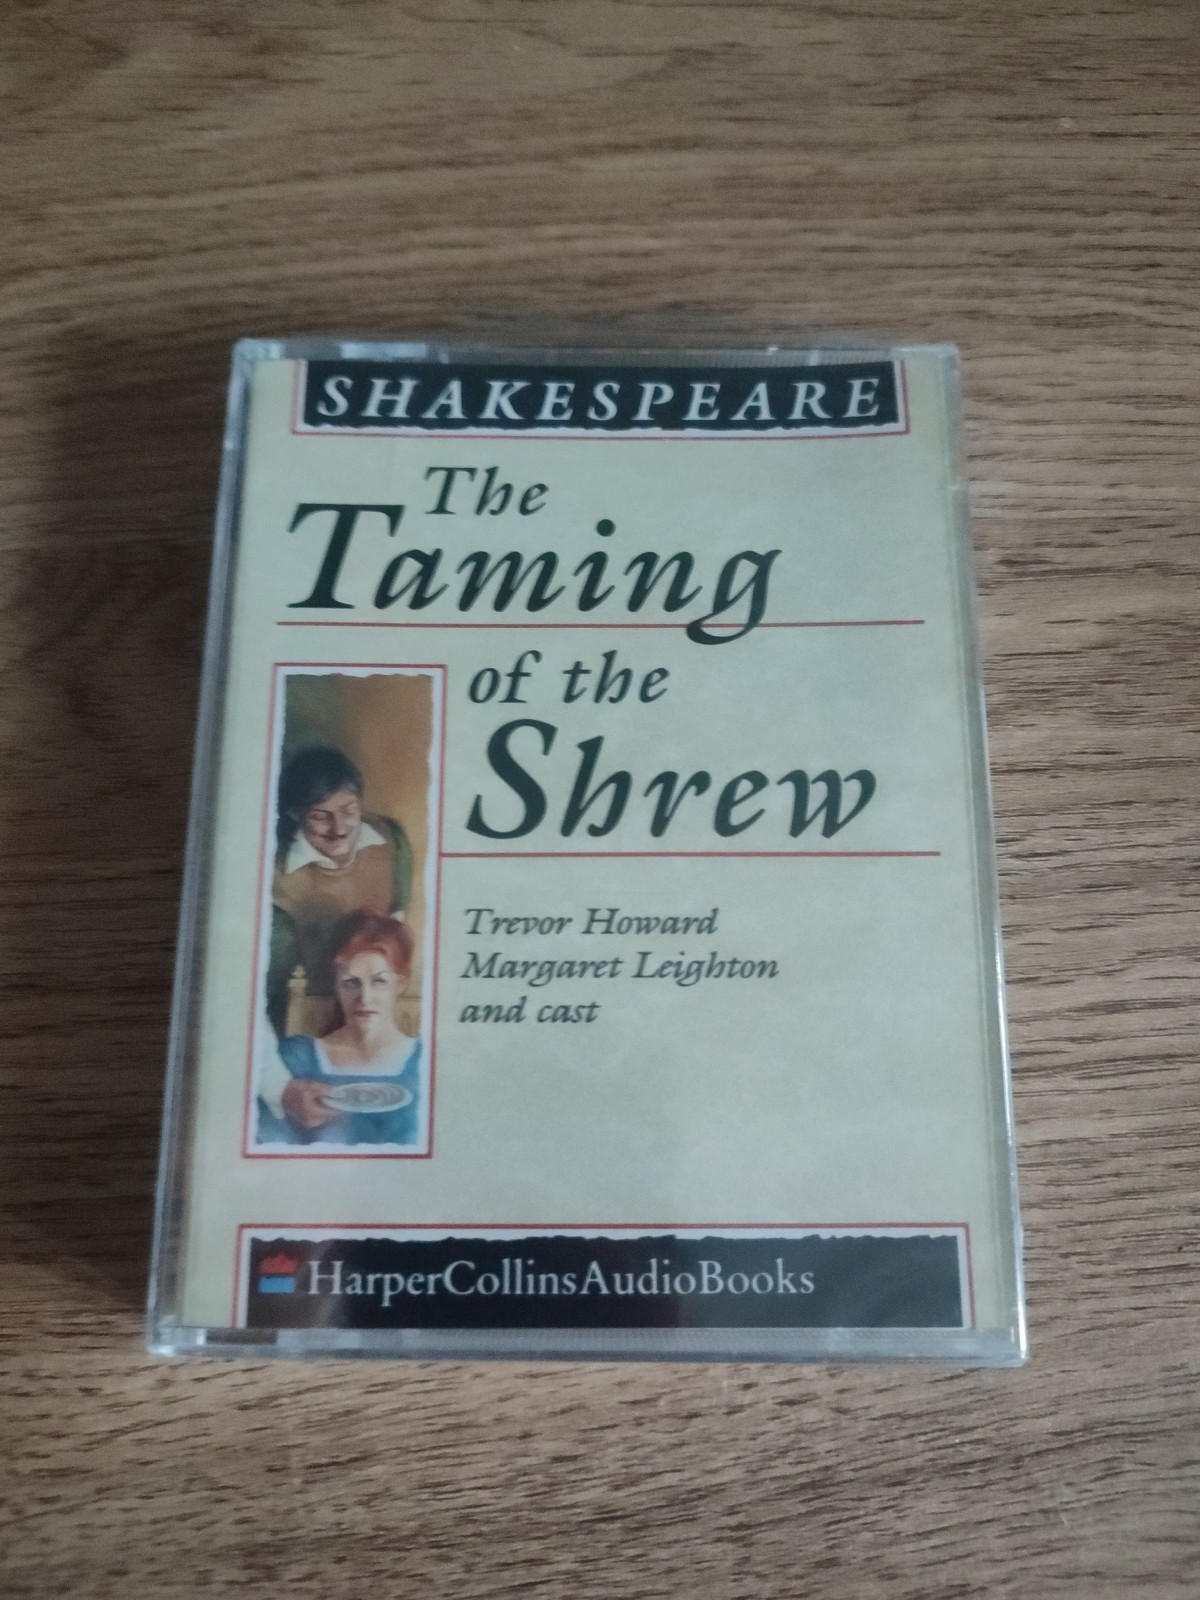 SHAKESPEARE
The
Taming
of the
Shrew
Trevor Howard
Margaret Leighton
and cast
HarperCollinsAudioBooks